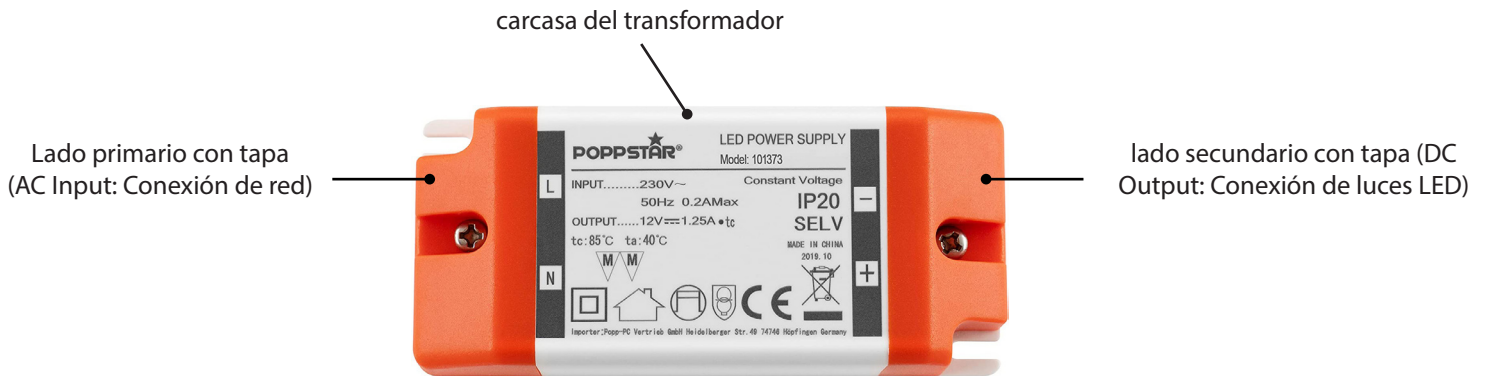 carcasa del transformador
Lado primario con tapa
(AC Input: Conexión de red)
POPPSTAR®
LED POWER SUPPLY
Model: 101373
L
INPUT.........230V~
Constant Voltage
50Hz 0.2AMax
IP20
−
OUTPUT......12V⎓1.25A •tc
SELV
tc:85°C ta:40°C
MADE IN CHINA
2019.10
M M
N
+
CE
Importer:Popp-PC Vertrieb GmbH Heidelberger Str.49 74746 Höpfingen Germany
lado secundario con tapa (DC
Output: Conexión de luces LED)